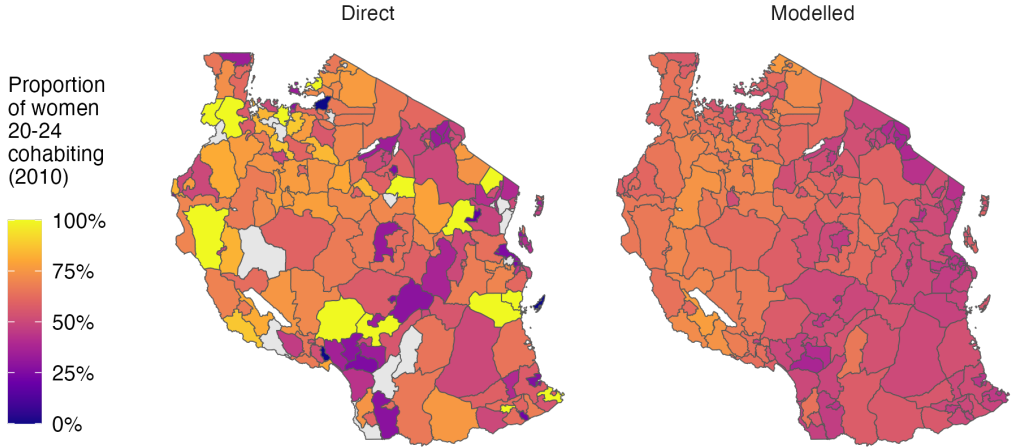 Direct
Modelled
Proportion
of women
20-24
cohabiting
(2010)
100%
75%
50%
25%
0%